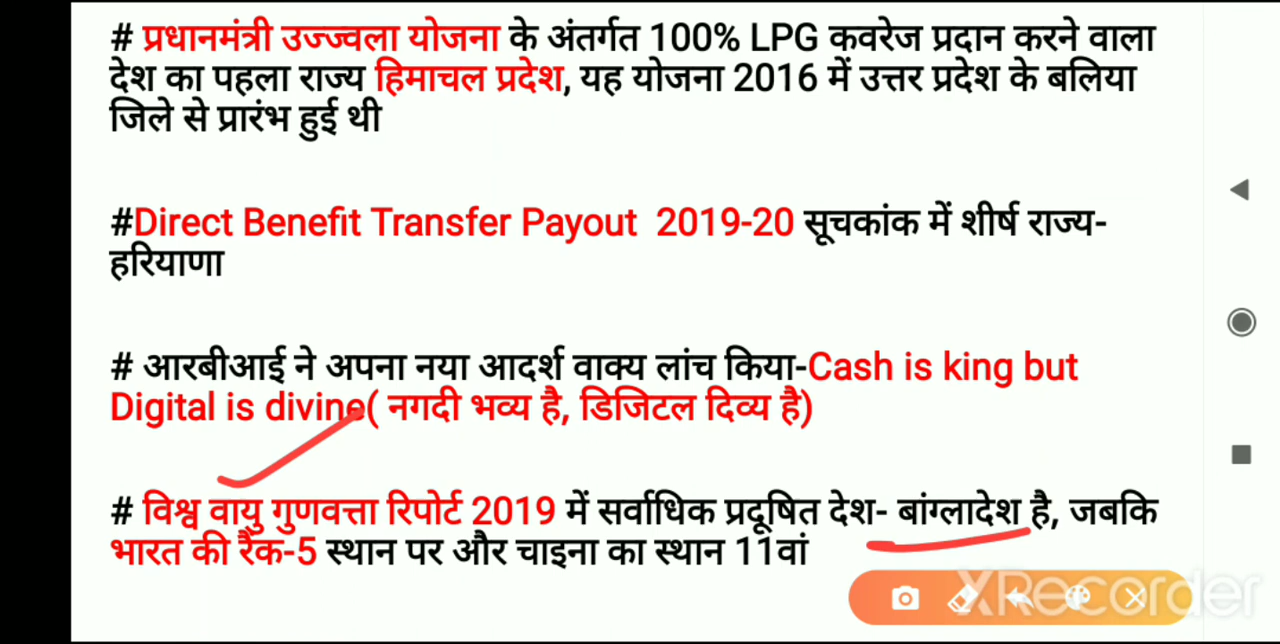 # प्रधानमंत्री उज्ज्वला योजना के अंतर्गत 100% LPG कवरेज प्रदान करने वाला
देश का पहला राज्य हिमाचल प्रदेश, यह योजना 2016 में उत्तर प्रदेश के बलिया
जिले से प्रारंभ हुई थी
#Direct Benefit Transfer Payout 2019-20 सूचकांक में शीर्ष राज्य-
हरियाणा
# आरबीआई ने अपना नया आदर्श वाक्य लांच किया-Cash is king but
Digital is divine( नगदी भव्य है, डिजिटल दिव्य है)
# विश्व वायु गुणवत्ता रिपोर्ट 2019 में सर्वाधिक प्रदूषित देश- बांग्लादेश है, जबकि
भारत की रैंक-5 स्थान पर और चाइना का स्थान 11वां
XRecorder